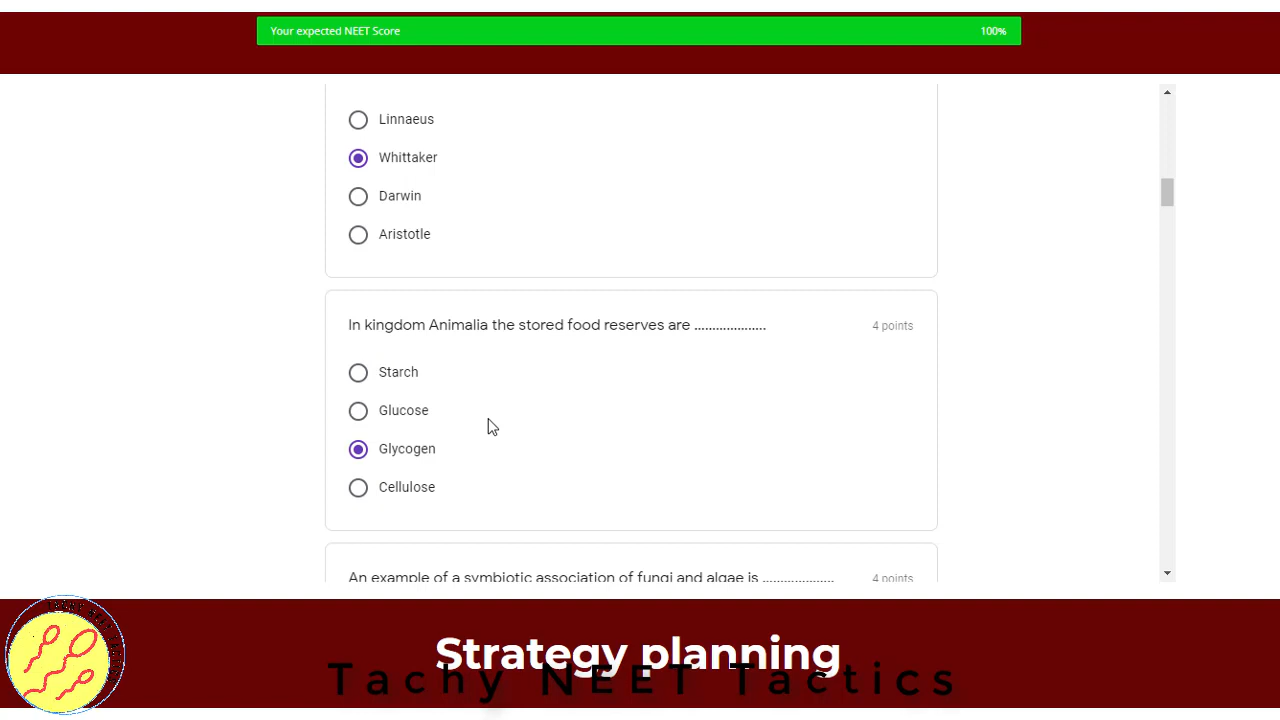 Your expected NEET Score 100%
Linnaeus
Whittaker
Darwin
Aristotle
In kingdom Animalia the stored food reserves are .................... 4 points
Starch
Glucose
Glycogen
Cellulose
An example of a symbiotic association of fungi and algae is .................... 4 points
Strategy planning
Tachy NEET Tactics